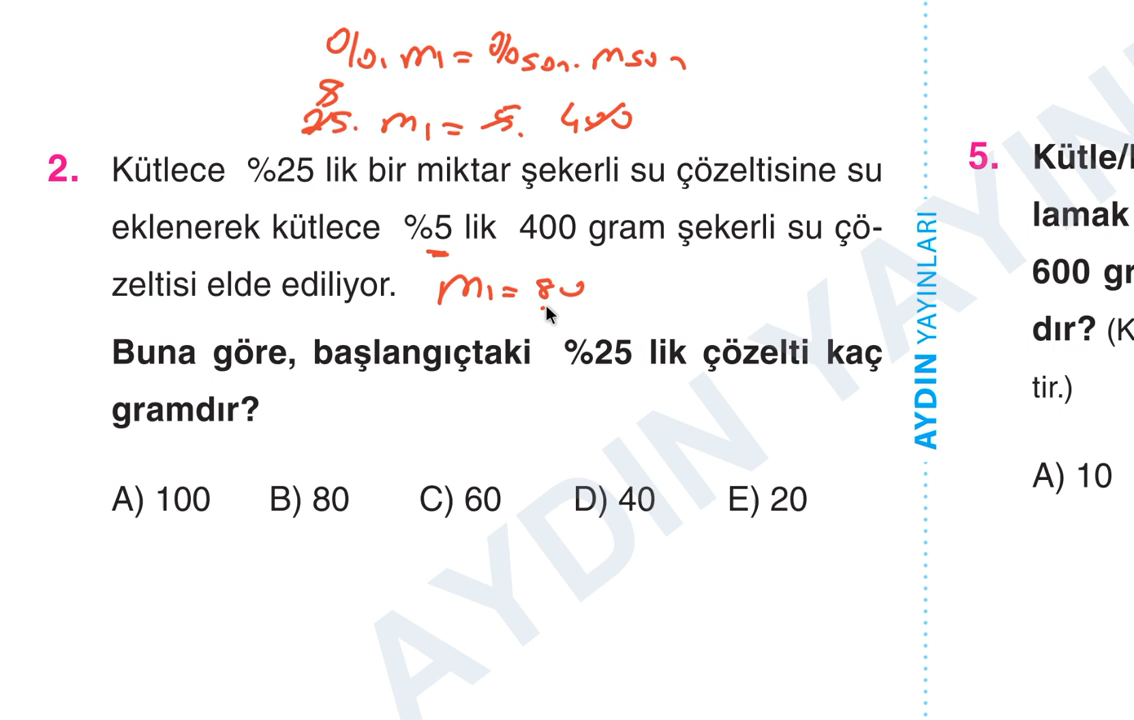 %1. m1 = %son. mson
8
25. m1 = 5. 400
2. Kütlece %25 lik bir miktar şekerli su çözeltisine su
eklenerek kütlece %5 lik 400 gram şekerli su çö-
zeltisi elde ediliyor. m1 = 80
Buna göre, başlangıçtaki %25 lik çözelti kaç
gramdır?
A) 100 B) 80 C) 60 D) 40 E) 20
AYDIN YAYINLARI
5. Kütle/
lamak
600 gr
dır? (K
tir.)
A) 10
AYDIN YAYIN